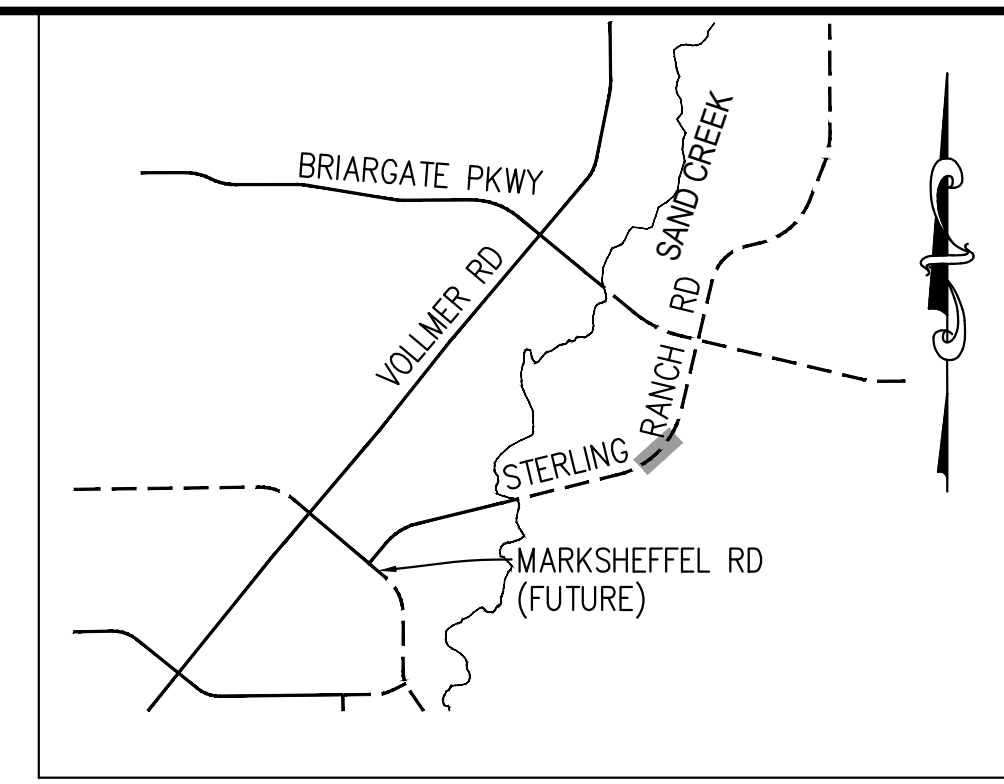 BRIARGATE PKWY
SAND CREEK
VOLLMER RD
STERLING RANCH RD
MARKSHEFFEL RD
(FUTURE)